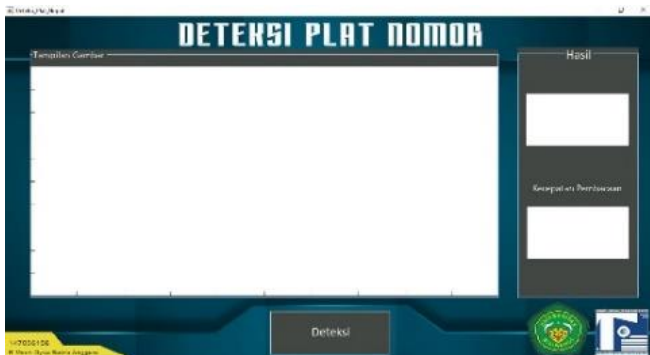 DETEKSI PLAT NOMOR
Tampilan Gambar
Hasil
Kecepatan Pembacaan
Deteksi